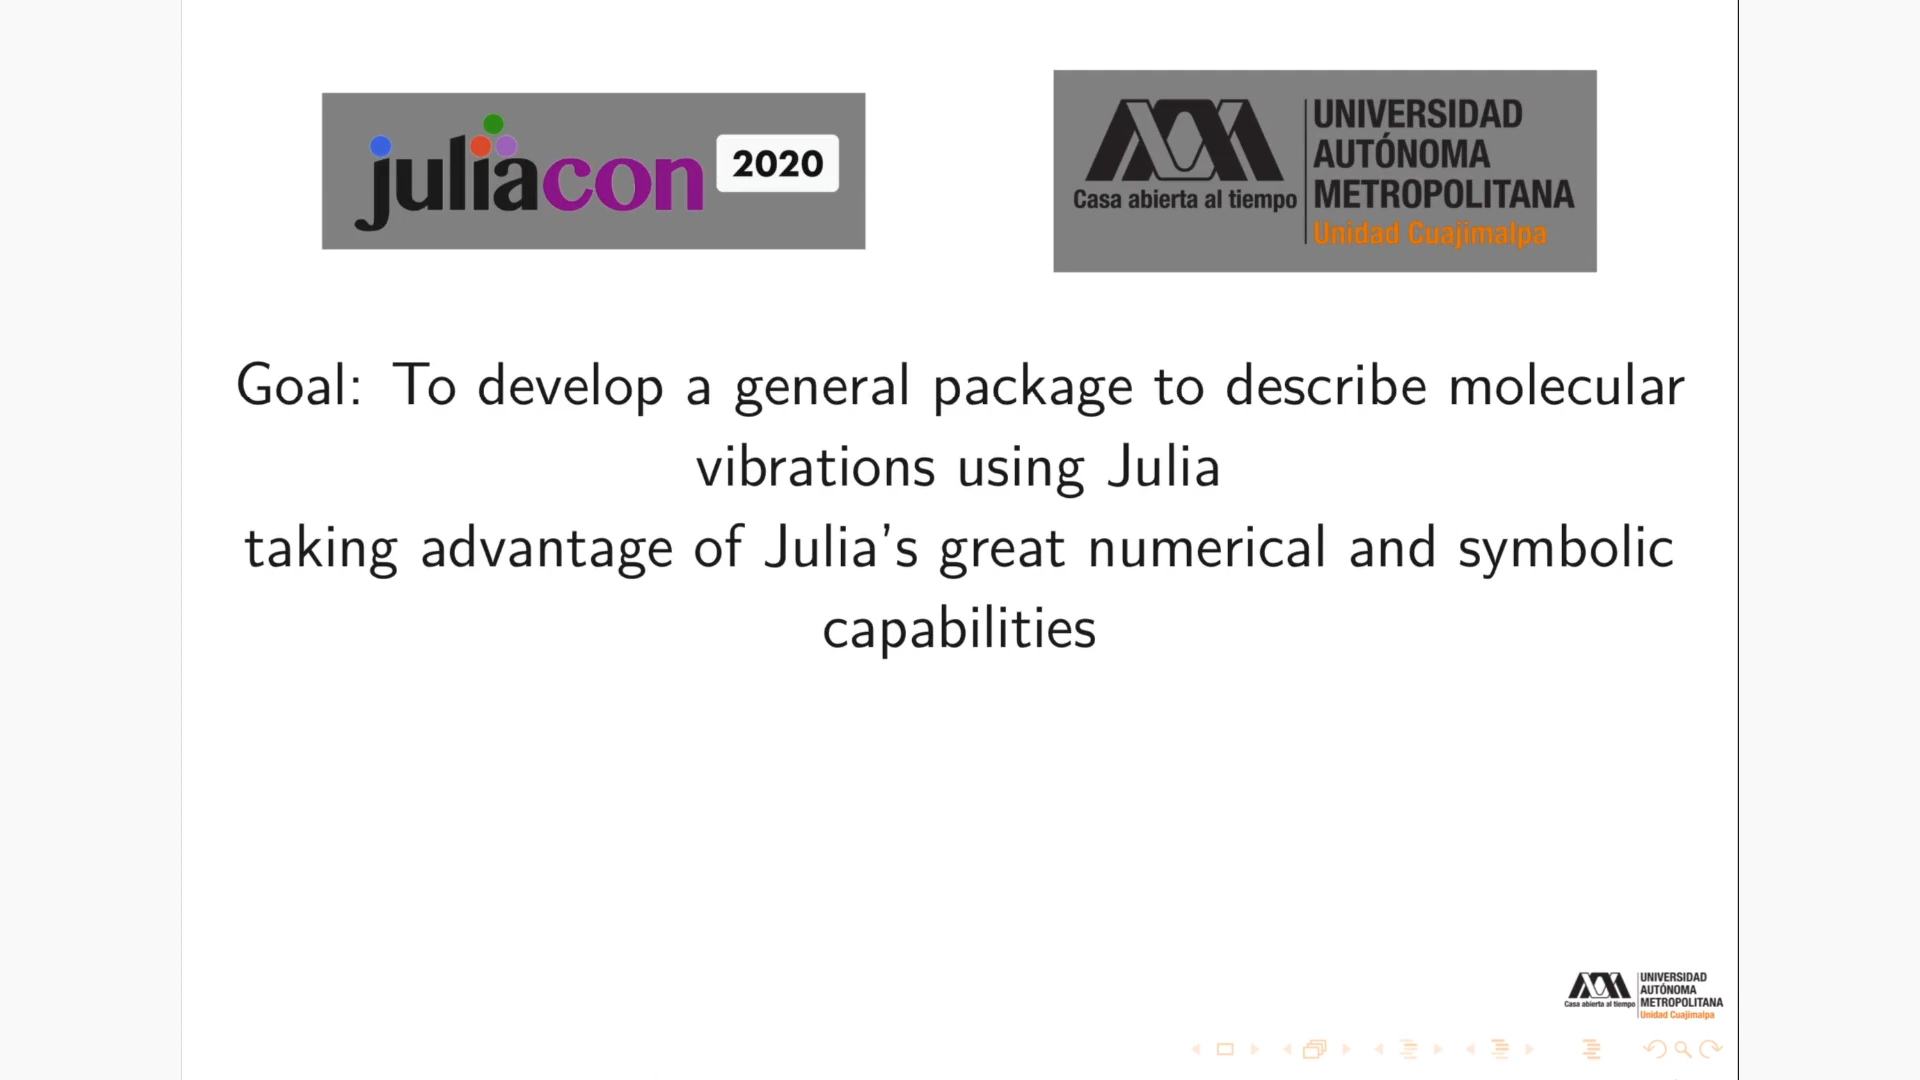 juliacon 2020
UNIVERSIDAD
AUTÓNOMA
METROPOLITANA
Casa abierta al tiempo
Unidad Cuajimalpa
Goal: To develop a general package to describe molecular
vibrations using Julia
taking advantage of Julia's great numerical and symbolic
capabilities
UNIVERSIDAD
AUTÓNOMA
METROPOLITANA
Casa abierta al tiempo
Unidad Cuajimalpa